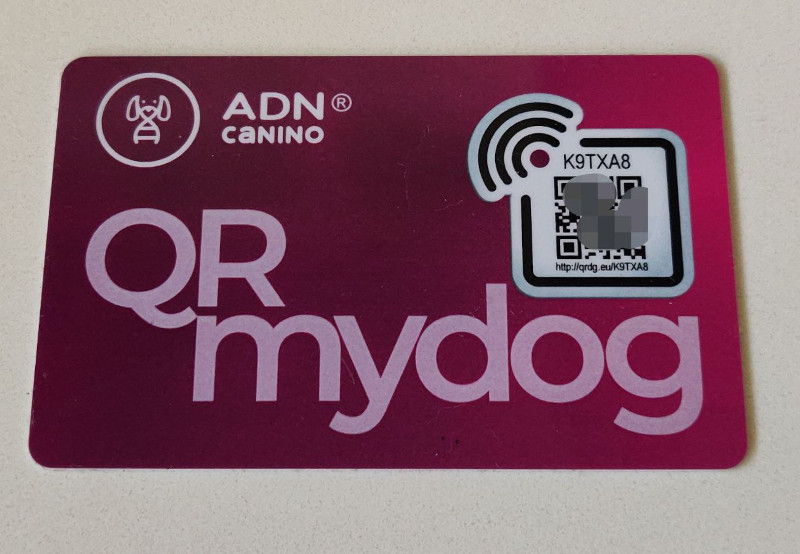 ADN®
CANINO
K9TXA8
http://qrdg.eu/K9TXA8
QR
mydog